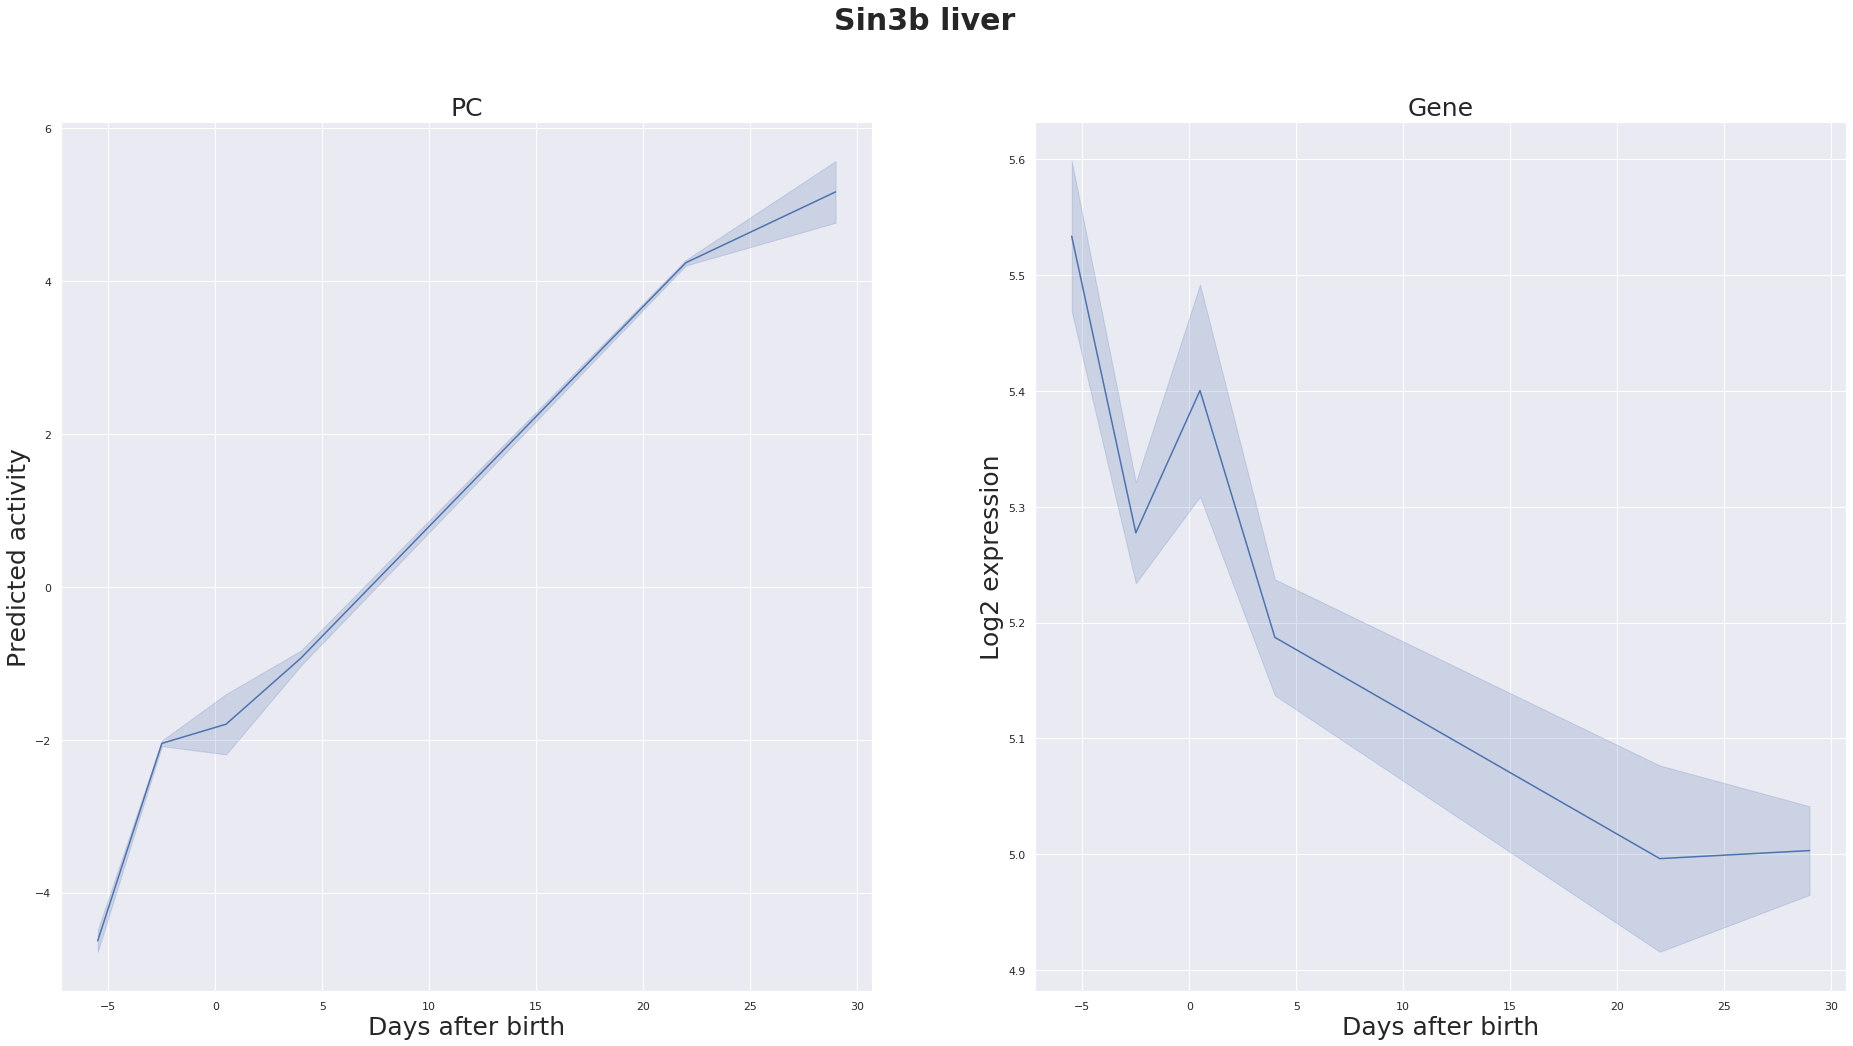 Sin3b liver
PC
Predicted activity
6
4
2
0
−2
−4
−5 0 5 10 15 20 25 30
Days after birth
Gene
Log2 expression
5.6
5.5
5.4
5.3
5.2
5.1
5.0
4.9
−5 0 5 10 15 20 25 30
Days after birth